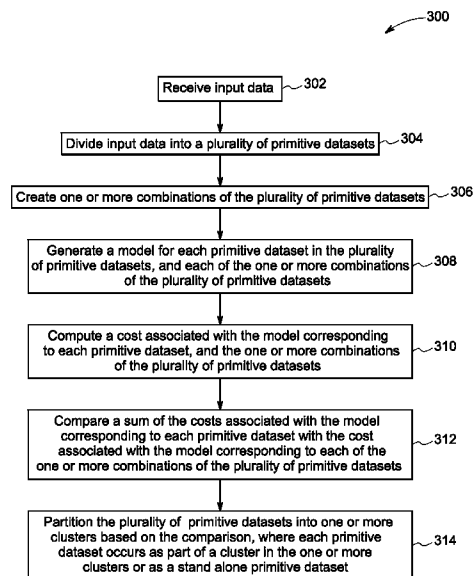 300
Receive input data
302
Divide input data into a plurality of primitive datasets
304
Create one or more combinations of the plurality of primitive datasets
306
Generate a model for each primitive dataset in the plurality
of primitive datasets, and each of the one or more combinations
of the plurality of primitive datasets
308
Compute a cost associated with the model corresponding
to each primitive dataset, and the one or more combinations
of the plurality of primitive datasets
310
Compare a sum of the costs associated with the model
corresponding to each primitive dataset with the cost
associated with the model corresponding to each of the
one or more combinations of the plurality of primitive datasets
312
Partition the plurality of primitive datasets into one or more
clusters based on the comparison, where each primitive
dataset occurs as part of a cluster in the one or more
clusters or as a stand alone primitive dataset
314